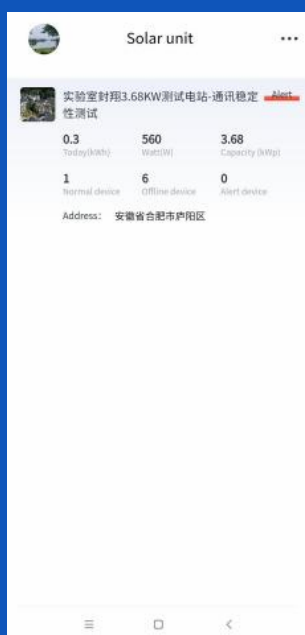 Solar unit
实验室封翔3.68KW测试电站-通讯稳定 Alert
性测试
0.3 560 3.68
Today(kWh) Watt(W) Capacity (kWp)
1 6 0
Normal device Offline device Alert device
Address: 安徽省合肥市庐阳区